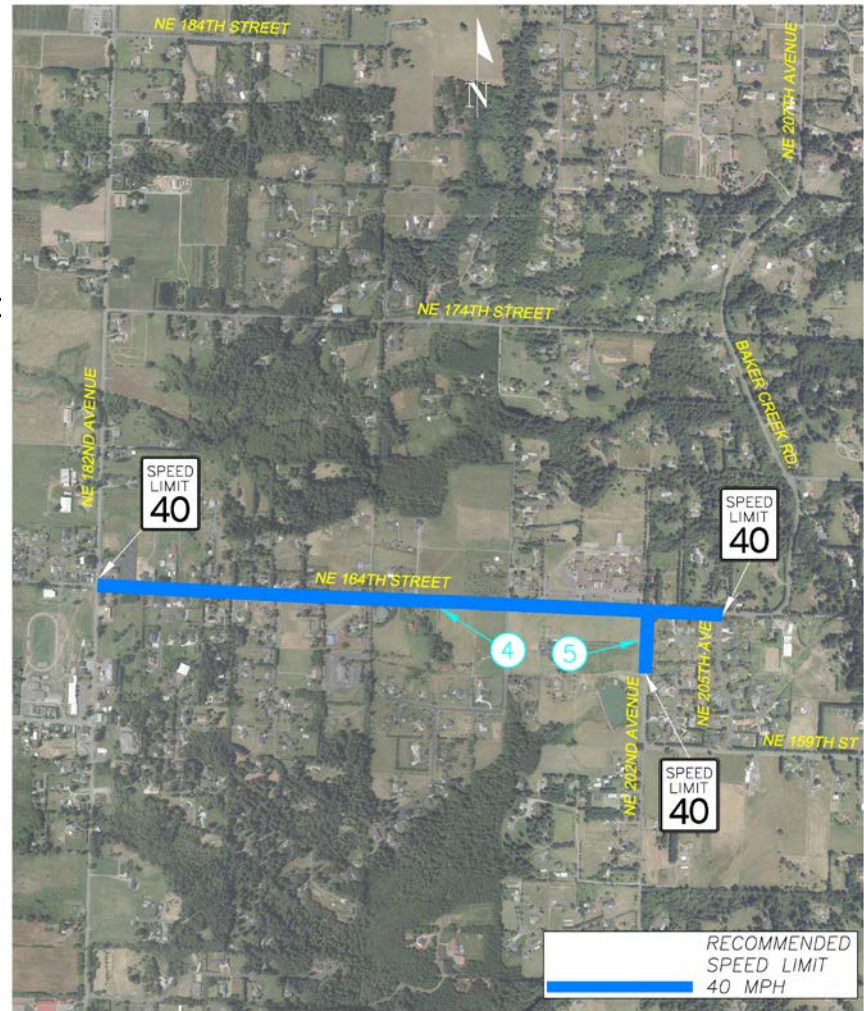 NE 184TH STREET
N
NE 207TH AVENUE
NE 174TH STREET
BAKER CREEK RD.
NE 182ND AVENUE
SPEED
LIMIT
40
SPEED
LIMIT
40
NE 164TH STREET
4
5
NE 205TH AVE
NE 202ND AVENUE
NE 159TH ST
SPEED
LIMIT
40
RECOMMENDED
SPEED LIMIT
40 MPH